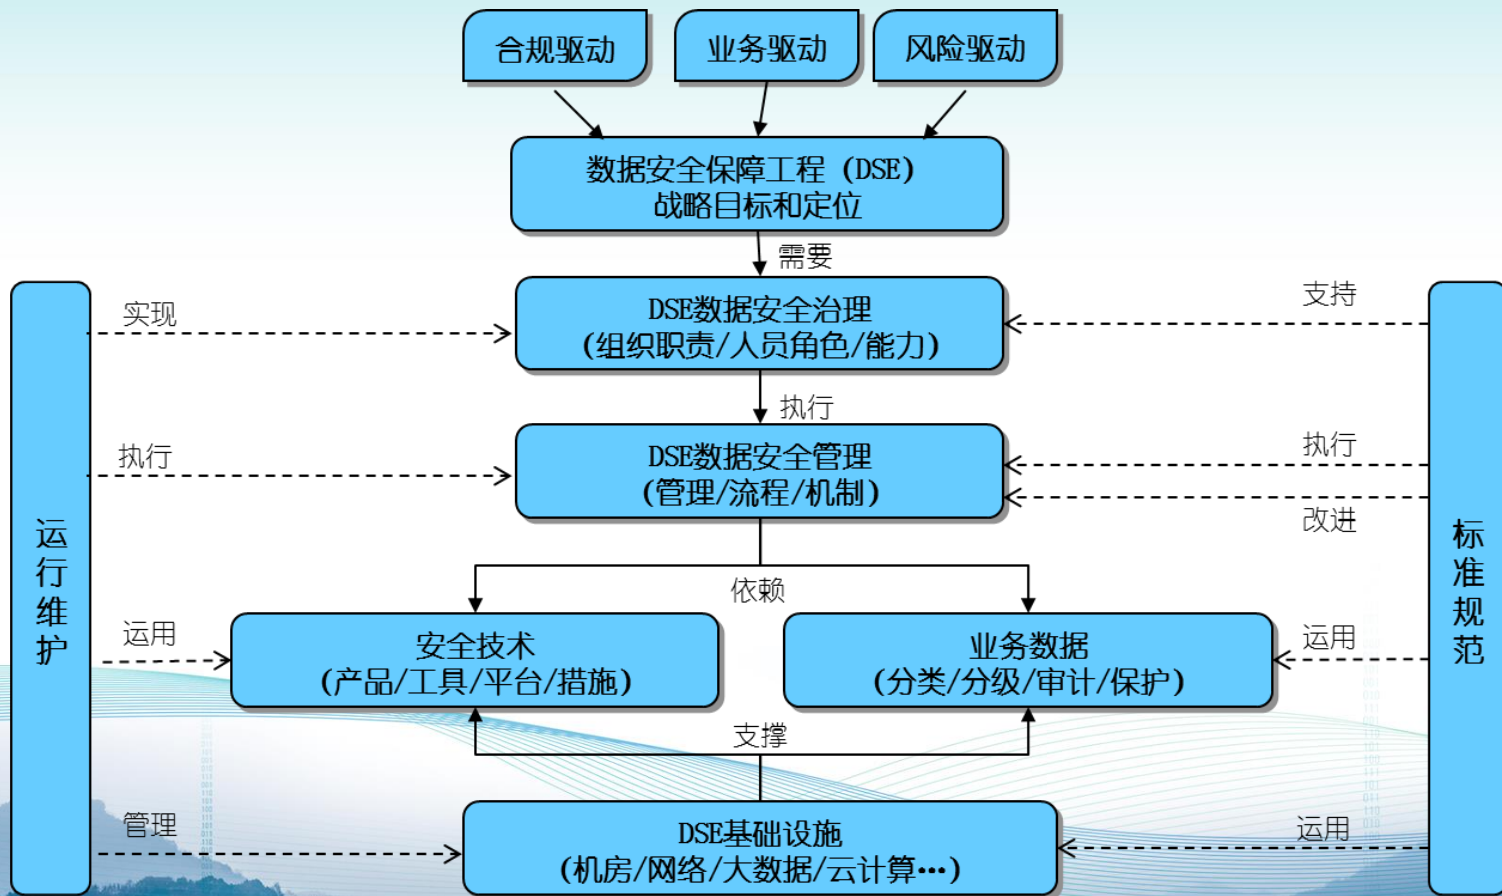 合规驱动
业务驱动
风险驱动
数据安全保障工程（DSE）
战略目标和定位
需要
实现
DSE数据安全治理
（组织职责/人员角色/能力）
支持
执行
执行
DSE数据安全管理
（管理/流程/机制）
执行
改进
运行维护
标准规范
依赖
运用
安全技术
（产品/工具/平台/措施）
业务数据
（分类/分级/审计/保护）
运用
支撑
管理
DSE基础设施
（机房/网络/大数据/云计算…）
运用